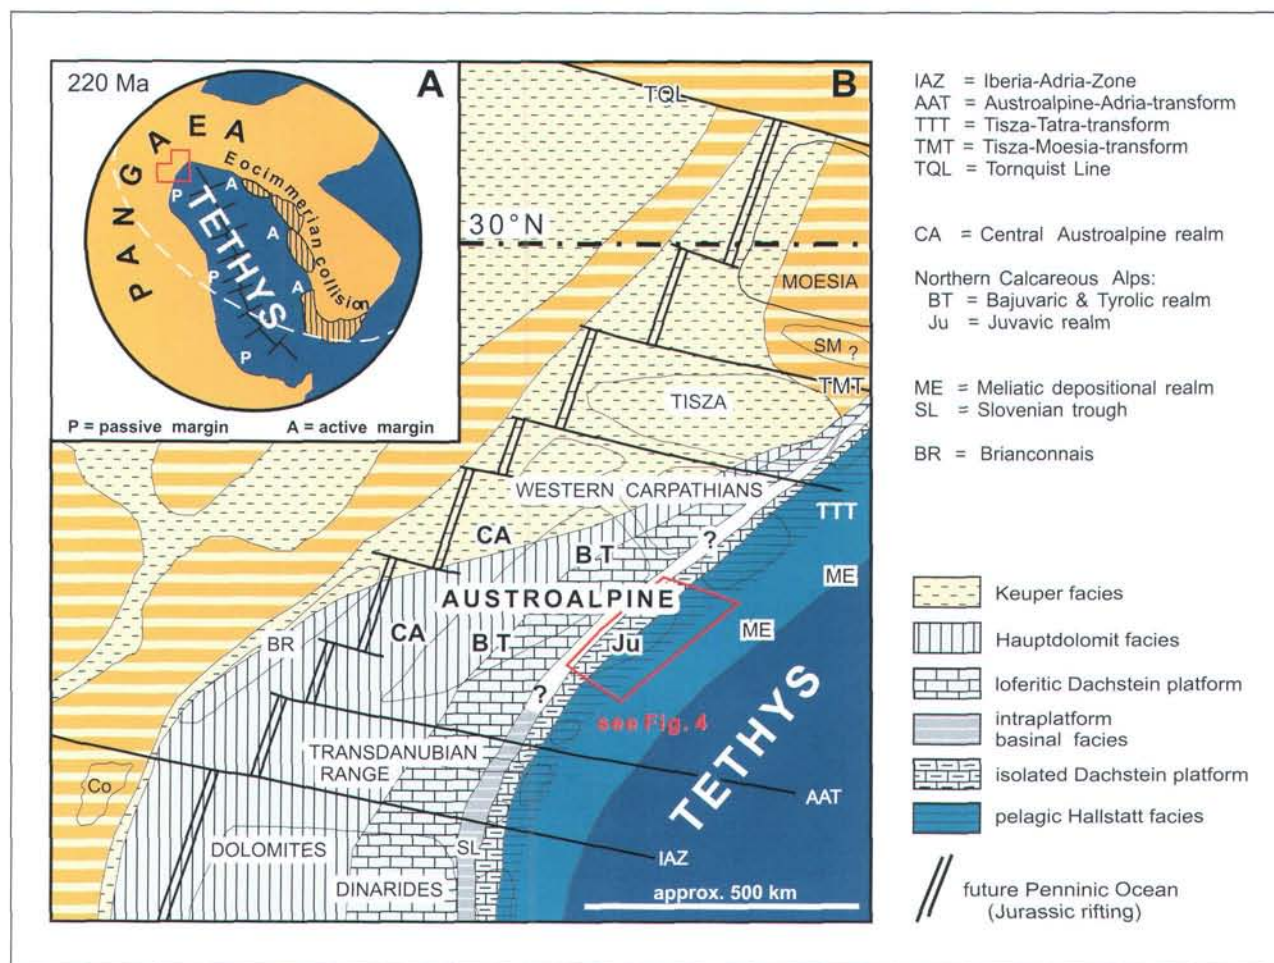 220 Ma
A
PANGAEA
Eocimmerian collision
TETHYS
P
A
P
A
P
A
P
P = passive margin
A = active margin
B
TQL
30°N
MOESIA
SM ?
TMT
TISZA
WESTERN CARPATHIANS
TTT
CA
BT
?
ME
AUSTROALPINE
CA
BT
Ju
ME
BR
?
see Fig. 4
TETHYS
TRANSDANUBIAN
RANGE
Co
AAT
DOLOMITES
SL
IAZ
DINARIDES
approx. 500 km
IAZ = Iberia-Adria-Zone
AAT = Austroalpine-Adria-transform
TTT = Tisza-Tatra-transform
TMT = Tisza-Moesia-transform
TQL = Tornquist Line
CA = Central Austroalpine realm
Northern Calcareous Alps:
BT = Bajuvaric & Tyrolic realm
Ju = Juvavic realm
ME = Meliatic depositional realm
SL = Slovenian trough
BR = Brianconnais
Keuper facies
Hauptdolomit facies
loferitic Dachstein platform
intraplatform
basinal facies
isolated Dachstein platform
pelagic Hallstatt facies
future Penninic Ocean
(Jurassic rifting)